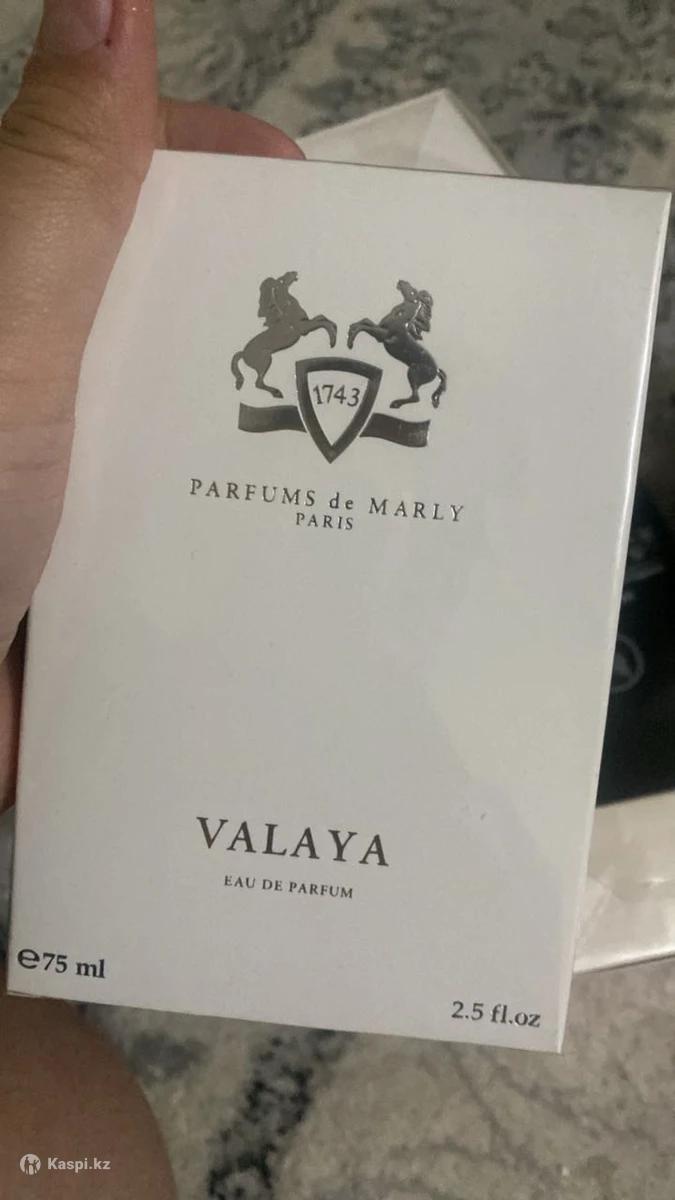 1743
PARFUMS de MARLY
PARIS
VALAYA
EAU DE PARFUM
℮75 ml
2.5 fl.oz
Kaspi.kz